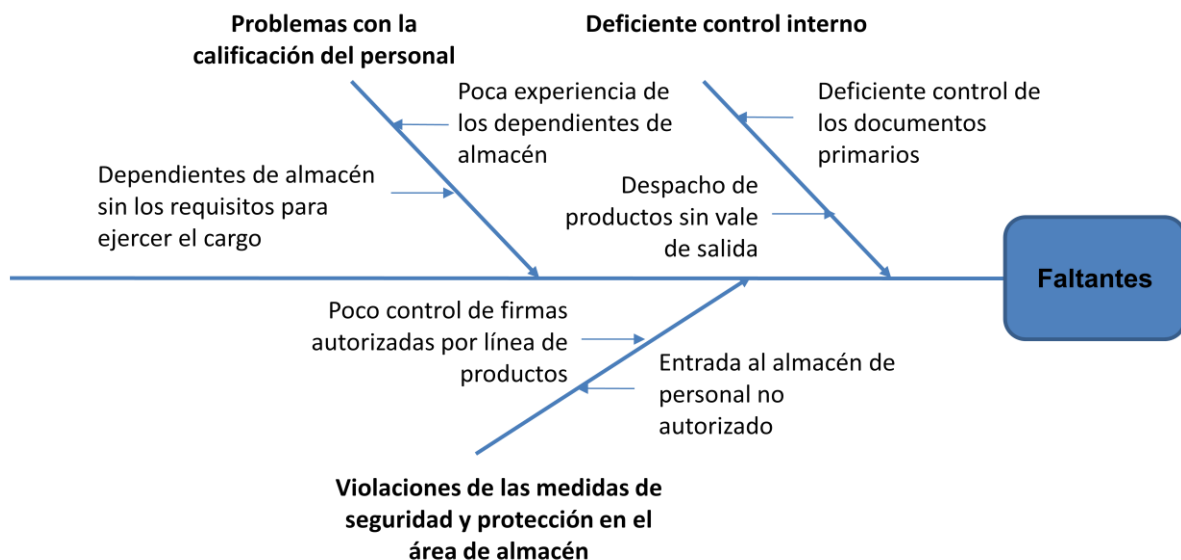 Problemas con la
calificación del personal
Deficiente control interno
Poca experiencia de
los dependientes de
almacén
Deficiente control de
los documentos
primarios
Dependientes de almacén
sin los requisitos para
ejercer el cargo
Despacho de
productos sin vale
de salida
Faltantes
Poco control de firmas
autorizadas por línea de
productos
Entrada al almacén de
personal no
autorizado
Violaciones de las medidas de
seguridad y protección en el
área de almacén